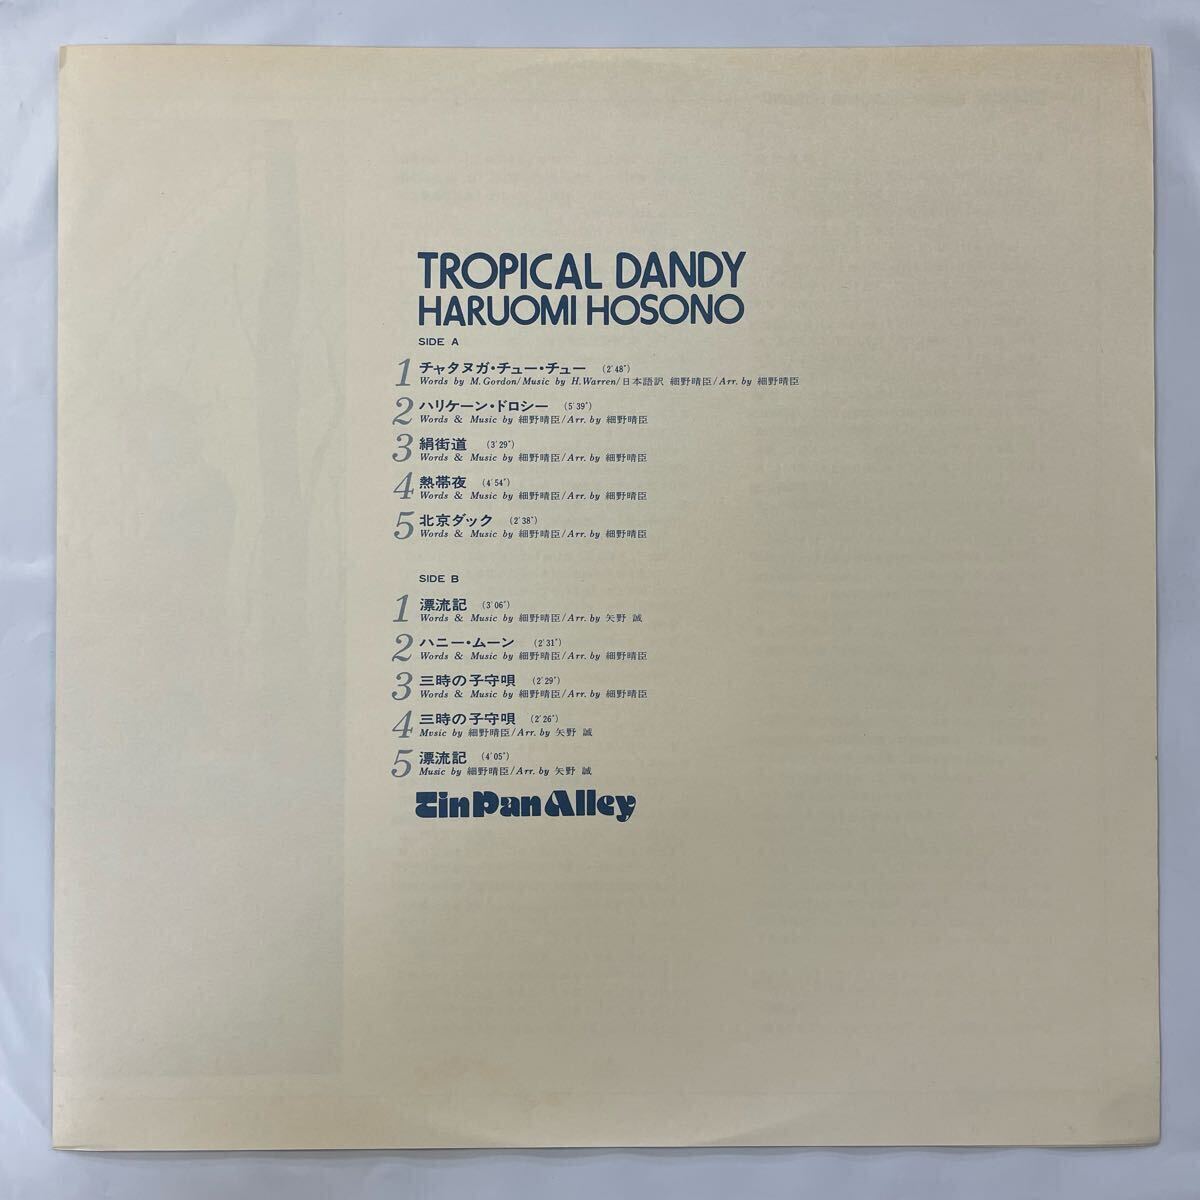 TROPICAL DANDY
HARUOMI HOSONO
SIDE A
1 チャタヌガ・チュー・チュー (2'48")
Words by M. Gordon/Music by H. Warren/日本語訳 細野晴臣/Arr. by 細野晴臣
2 ハリケーン・ドロシー (5'39")
Words & Music by 細野晴臣/Arr. by 細野晴臣
3 絹街道 (3'29")
Words & Music by 細野晴臣/Arr. by 細野晴臣
4 熱帯夜 (4'54")
Words & Music by 細野晴臣/Arr. by 細野晴臣
5 北京ダック (2'38")
Words & Music by 細野晴臣/Arr. by 細野晴臣
SIDE B
1 漂流記 (3'06")
Words & Music by 細野晴臣/Arr. by 矢野 誠
2 ハニー・ムーン (2'31")
Words & Music by 細野晴臣/Arr. by 細野晴臣
3 三時の子守唄 (2'29")
Words & Music by 細野晴臣/Arr. by 細野晴臣
4 三時の子守唄 (2'26")
Mvsic by 細野晴臣/Arr. by 矢野 誠
5 漂流記 (4'05")
Music by 細野晴臣/Arr. by 矢野 誠
Tin Pan Alley